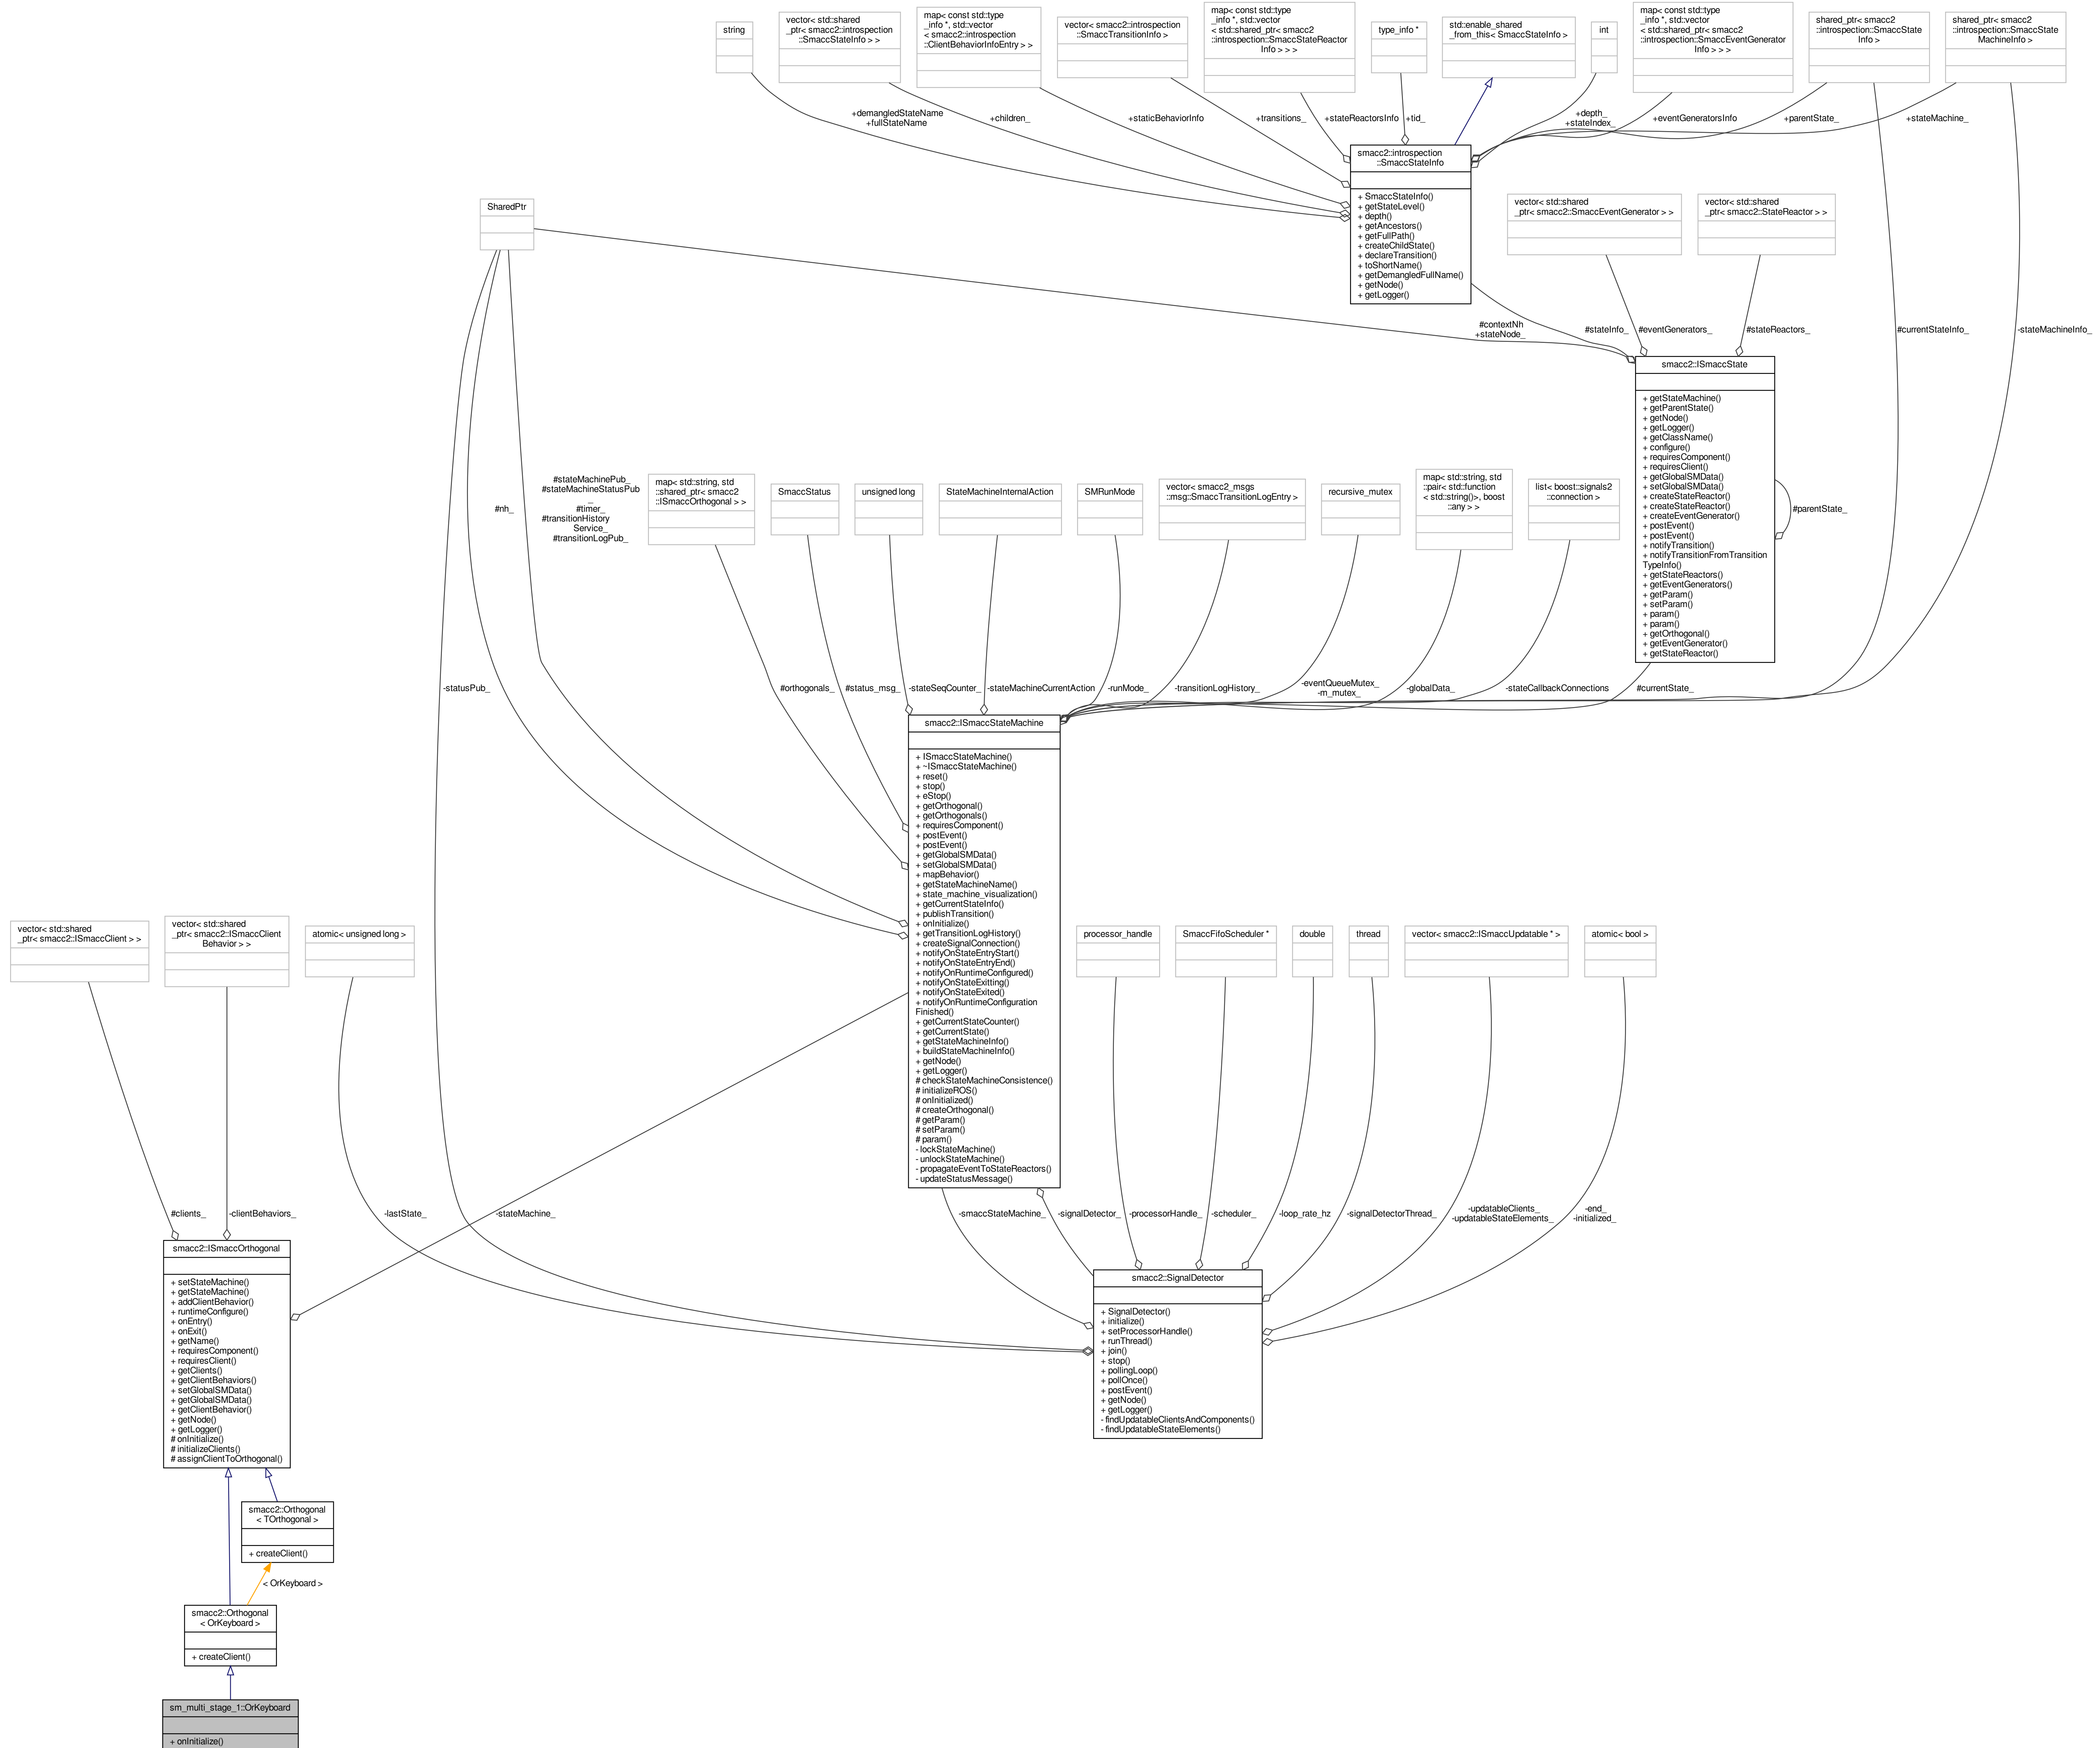 string
vector< std::shared
_ptr< smacc2::introspection
::SmaccStateInfo > >
map< const std::type
_info *, std::vector
< smacc2::introspection
::ClientBehaviorInfoEntry > >
vector< smacc2::introspection
::SmaccTransitionInfo >
map< const std::type
_info *, std::vector
< std::shared_ptr< smacc2
::introspection::SmaccStateReactor
Info > > >
type_info *
std::enable_shared
_from_this< SmaccStateInfo >
int
map< const std::type
_info *, std::vector
< std::shared_ptr< smacc2
::introspection::SmaccEventGenerator
Info > > >
shared_ptr< smacc2
::introspection::SmaccState
Info >
shared_ptr< smacc2
::introspection::SmaccState
MachineInfo >
+demangledStateName
+fullStateName
+children_
+staticBehaviorInfo
+transitions_
+stateReactorsInfo
+tid_
+depth_
+stateIndex_
+eventGeneratorsInfo
+parentState_
+stateMachine_
smacc2::introspection
::SmaccStateInfo
+ SmaccStateInfo()
+ getStateLevel()
+ depth()
+ getAncestors()
+ getFullPath()
+ createChildState()
+ declareTransition()
+ toShortName()
+ getDemangledFullName()
+ getNode()
+ getLogger()
SharedPtr
vector< std::shared
_ptr< smacc2::SmaccEventGenerator > >
vector< std::shared
_ptr< smacc2::StateReactor > >
#contextNh
+stateNode_
#stateInfo_
#eventGenerators_
#stateReactors_
#currentStateInfo_
-stateMachineInfo_
smacc2::ISmaccState
+ getStateMachine()
+ getParentState()
+ getNode()
+ getLogger()
+ getClassName()
+ configure()
+ requiresComponent()
+ requiresClient()
+ getGlobalSMData()
+ setGlobalSMData()
+ createStateReactor()
+ createStateReactor()
+ createEventGenerator()
+ postEvent()
+ postEvent()
+ notifyTransition()
+ notifyTransitionFromTransition
TypeInfo()
+ getStateReactors()
+ getEventGenerators()
+ getParam()
+ setParam()
+ param()
+ param()
+ getOrthogonal()
+ getEventGenerator()
+ getStateReactor()
#parentState_
#nh_
#stateMachinePub_
#stateMachineStatusPub
_
#timer_
#transitionHistory
Service_
#transitionLogPub_
map< std::string, std
::shared_ptr< smacc2
::ISmaccOrthogonal > >
SmaccStatus
unsigned long
StateMachineInternalAction
SMRunMode
vector< smacc2_msgs
::msg::SmaccTransitionLogEntry >
recursive_mutex
map< std::string, std
::pair< std::function
< std::string()>, boost
::any > >
list< boost::signals2
::connection >
-statusPub_
#orthogonals_
#status_msg_
-stateSeqCounter_
-stateMachineCurrentAction
-runMode_
-transitionLogHistory_
-eventQueueMutex_
-m_mutex_
-globalData_
-stateCallbackConnections
#currentState_
smacc2::ISmaccStateMachine
+ ISmaccStateMachine()
+ ~ISmaccStateMachine()
+ reset()
+ stop()
+ eStop()
+ getOrthogonal()
+ getOrthogonals()
+ requiresComponent()
+ postEvent()
+ postEvent()
+ getGlobalSMData()
+ setGlobalSMData()
+ mapBehavior()
+ getStateMachineName()
+ state_machine_visualization()
+ getCurrentStateInfo()
+ publishTransition()
+ onInitialize()
+ getTransitionLogHistory()
+ createSignalConnection()
+ notifyOnStateEntryStart()
+ notifyOnStateEntryEnd()
+ notifyOnRuntimeConfigured()
+ notifyOnStateExitting()
+ notifyOnStateExited()
+ notifyOnRuntimeConfiguration
Finished()
+ getCurrentStateCounter()
+ getCurrentState()
+ getStateMachineInfo()
+ buildStateMachineInfo()
+ getNode()
+ getLogger()
# checkStateMachineConsistence()
# initializeROS()
# onInitialized()
# createOrthogonal()
# getParam()
# setParam()
# param()
- lockStateMachine()
- unlockStateMachine()
- propagateEventToStateReactors()
- updateStatusMessage()
vector< std::shared
_ptr< smacc2::ISmaccClient > >
vector< std::shared
_ptr< smacc2::ISmaccClient
Behavior > >
atomic< unsigned long >
processor_handle
SmaccFifoScheduler *
double
thread
vector< smacc2::ISmaccUpdatable * >
atomic< bool >
#clients_
-clientBehaviors_
-lastState_
-stateMachine_
-smaccStateMachine_
-signalDetector_
-processorHandle_
-scheduler_
-loop_rate_hz
-signalDetectorThread_
-updatableClients_
-updatableStateElements_
-end_
-initialized_
smacc2::ISmaccOrthogonal
+ setStateMachine()
+ getStateMachine()
+ addClientBehavior()
+ runtimeConfigure()
+ onEntry()
+ onExit()
+ getName()
+ requiresComponent()
+ requiresClient()
+ getClients()
+ getClientBehaviors()
+ setGlobalSMData()
+ getGlobalSMData()
+ getClientBehavior()
+ getNode()
+ getLogger()
# onInitialize()
# initializeClients()
# assignClientToOrthogonal()
smacc2::SignalDetector
+ SignalDetector()
+ initialize()
+ setProcessorHandle()
+ runThread()
+ join()
+ stop()
+ pollingLoop()
+ pollOnce()
+ postEvent()
+ getNode()
+ getLogger()
- findUpdatableClientsAndComponents()
- findUpdatableStateElements()
smacc2::Orthogonal
< TOrthogonal >
+ createClient()
< OrKeyboard >
smacc2::Orthogonal
< OrKeyboard >
+ createClient()
sm_multi_stage_1::OrKeyboard
+ onInitialize()